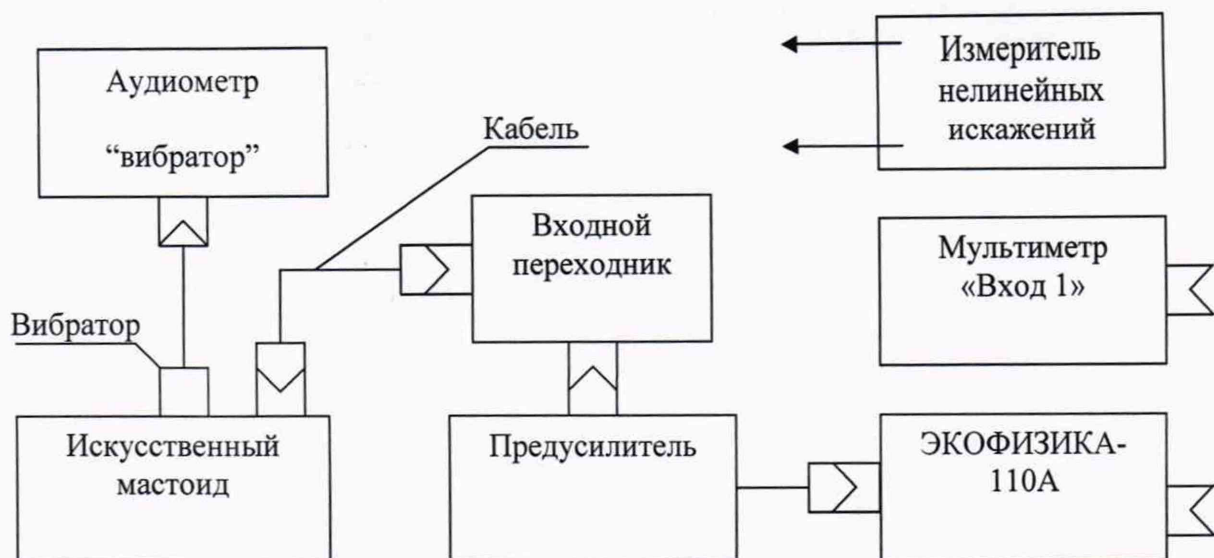 Аудиометр
“вибратор”
Кабель
Измеритель
нелинейных
искажений
Входной
переходник
Мультиметр
«Вход 1»
Вибратор
Искусственный
мастоид
Предусилитель
ЭКОФИЗИКА-
110А